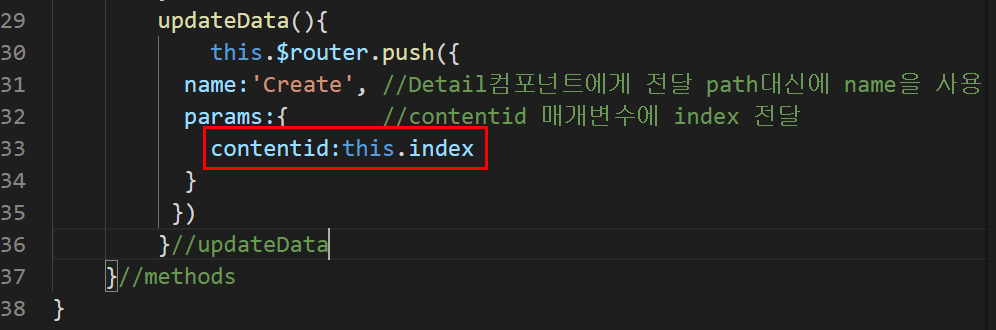 29 updateData(){
30 this.$router.push({
31 name:'Create', //Detail컴포넌트에게 전달 path대신에 name을 사용
32 params:{ //contentid 매개변수에 index 전달
33 contentid:this.index
34 }
35 })
36 }//updateData
37 }//methods
38 }